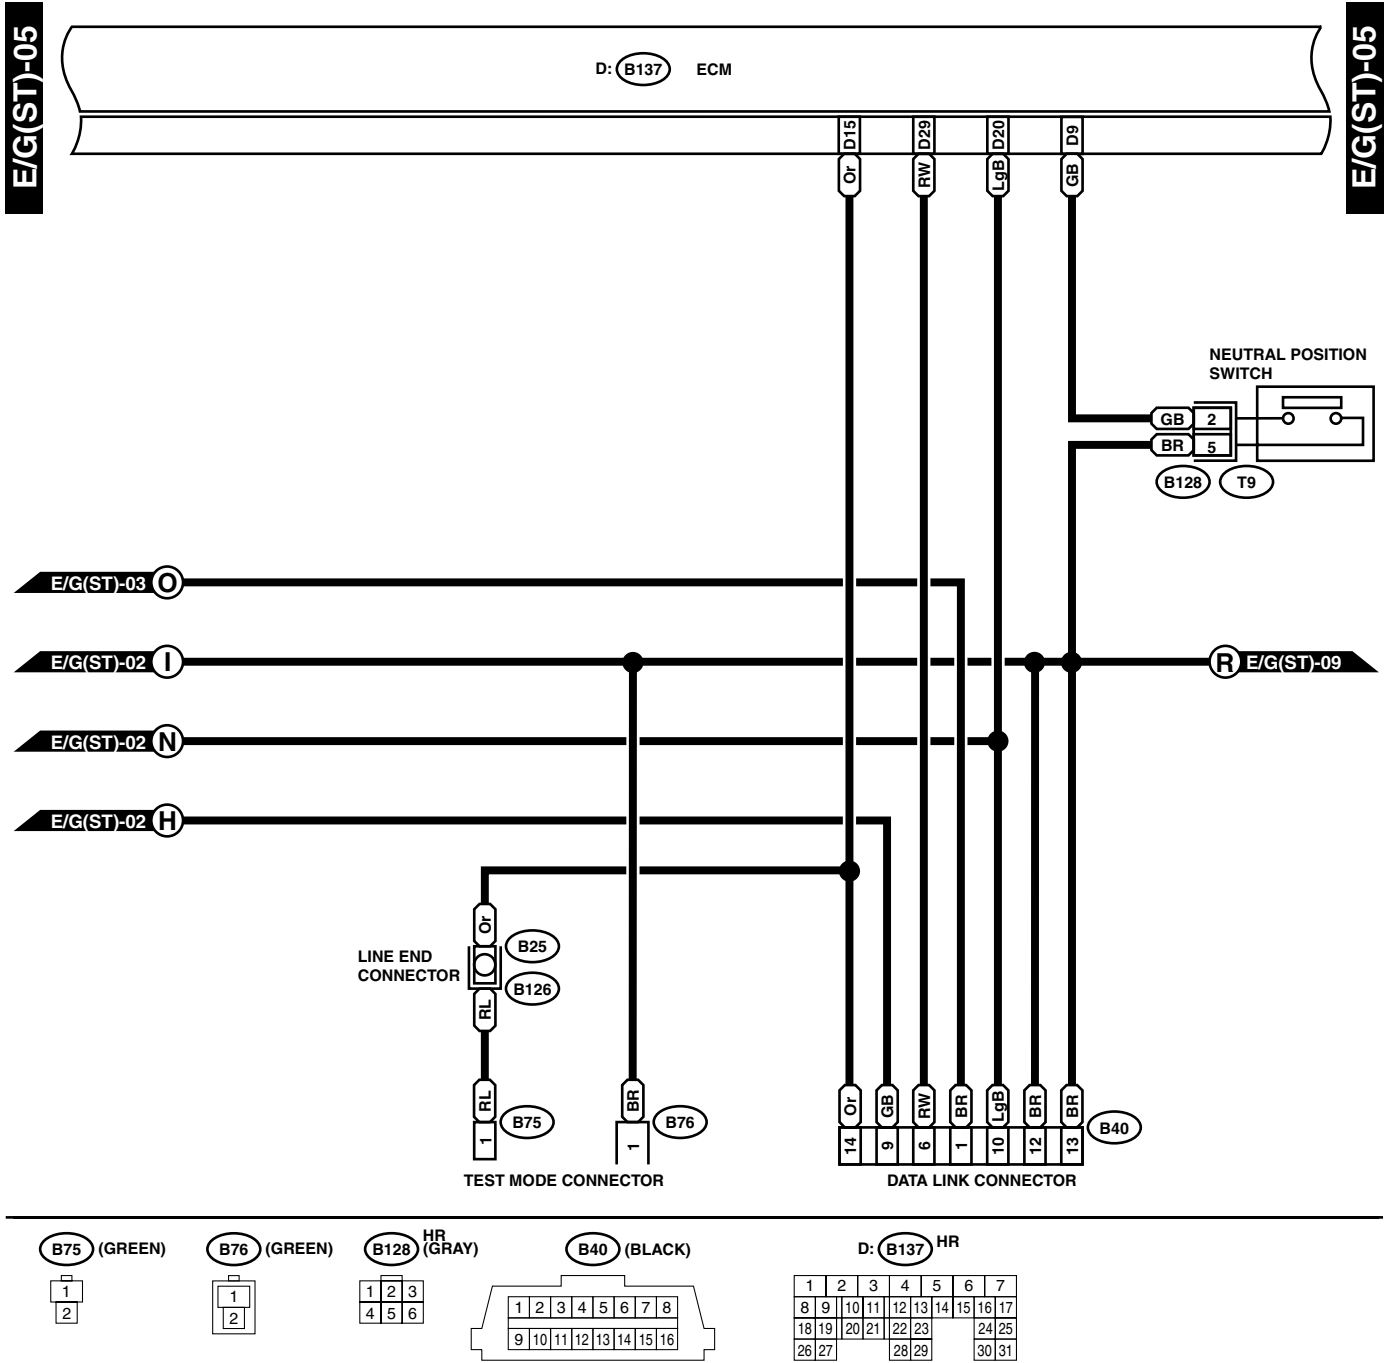 E/G(ST)-05
E/G(ST)-05
D: B137 ECM
D15 D29 D20 D9
Or RW LgB GB
NEUTRAL POSITION
SWITCH
GB 2
BR 5
B128 T9
E/G(ST)-03 O
E/G(ST)-02 I
R E/G(ST)-09
E/G(ST)-02 N
E/G(ST)-02 H
Or
B25
LINE END
CONNECTOR
B126
RL
RL
B75
1
BR
B76
1
TEST MODE CONNECTOR
Or GB RW BR LgB BR BR
B40
14 9 6 1 10 12 13
DATA LINK CONNECTOR
B75 (GREEN)
1
2
B76 (GREEN)
1
2
B128 HR
(GRAY)
1 2 3
4 5 6
B40 (BLACK)
1 2 3 4 5 6 7 8
9 10 11 12 13 14 15 16
D: B137 HR
1 2 3 4 5 6 7
8 9 10 11 12 13 14 15 16 17
18 19 20 21 22 23 24 25
26 27 28 29 30 31